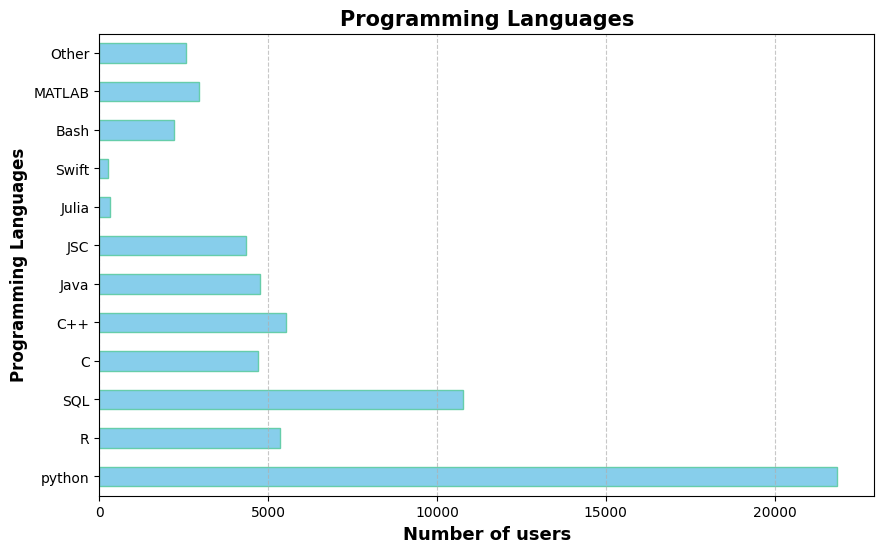 Programming Languages
Programming Languages
Other
MATLAB
Bash
Swift
Julia
JSC
Java
C++
C
SQL
R
python
0 5000 10000 15000 20000
Number of users